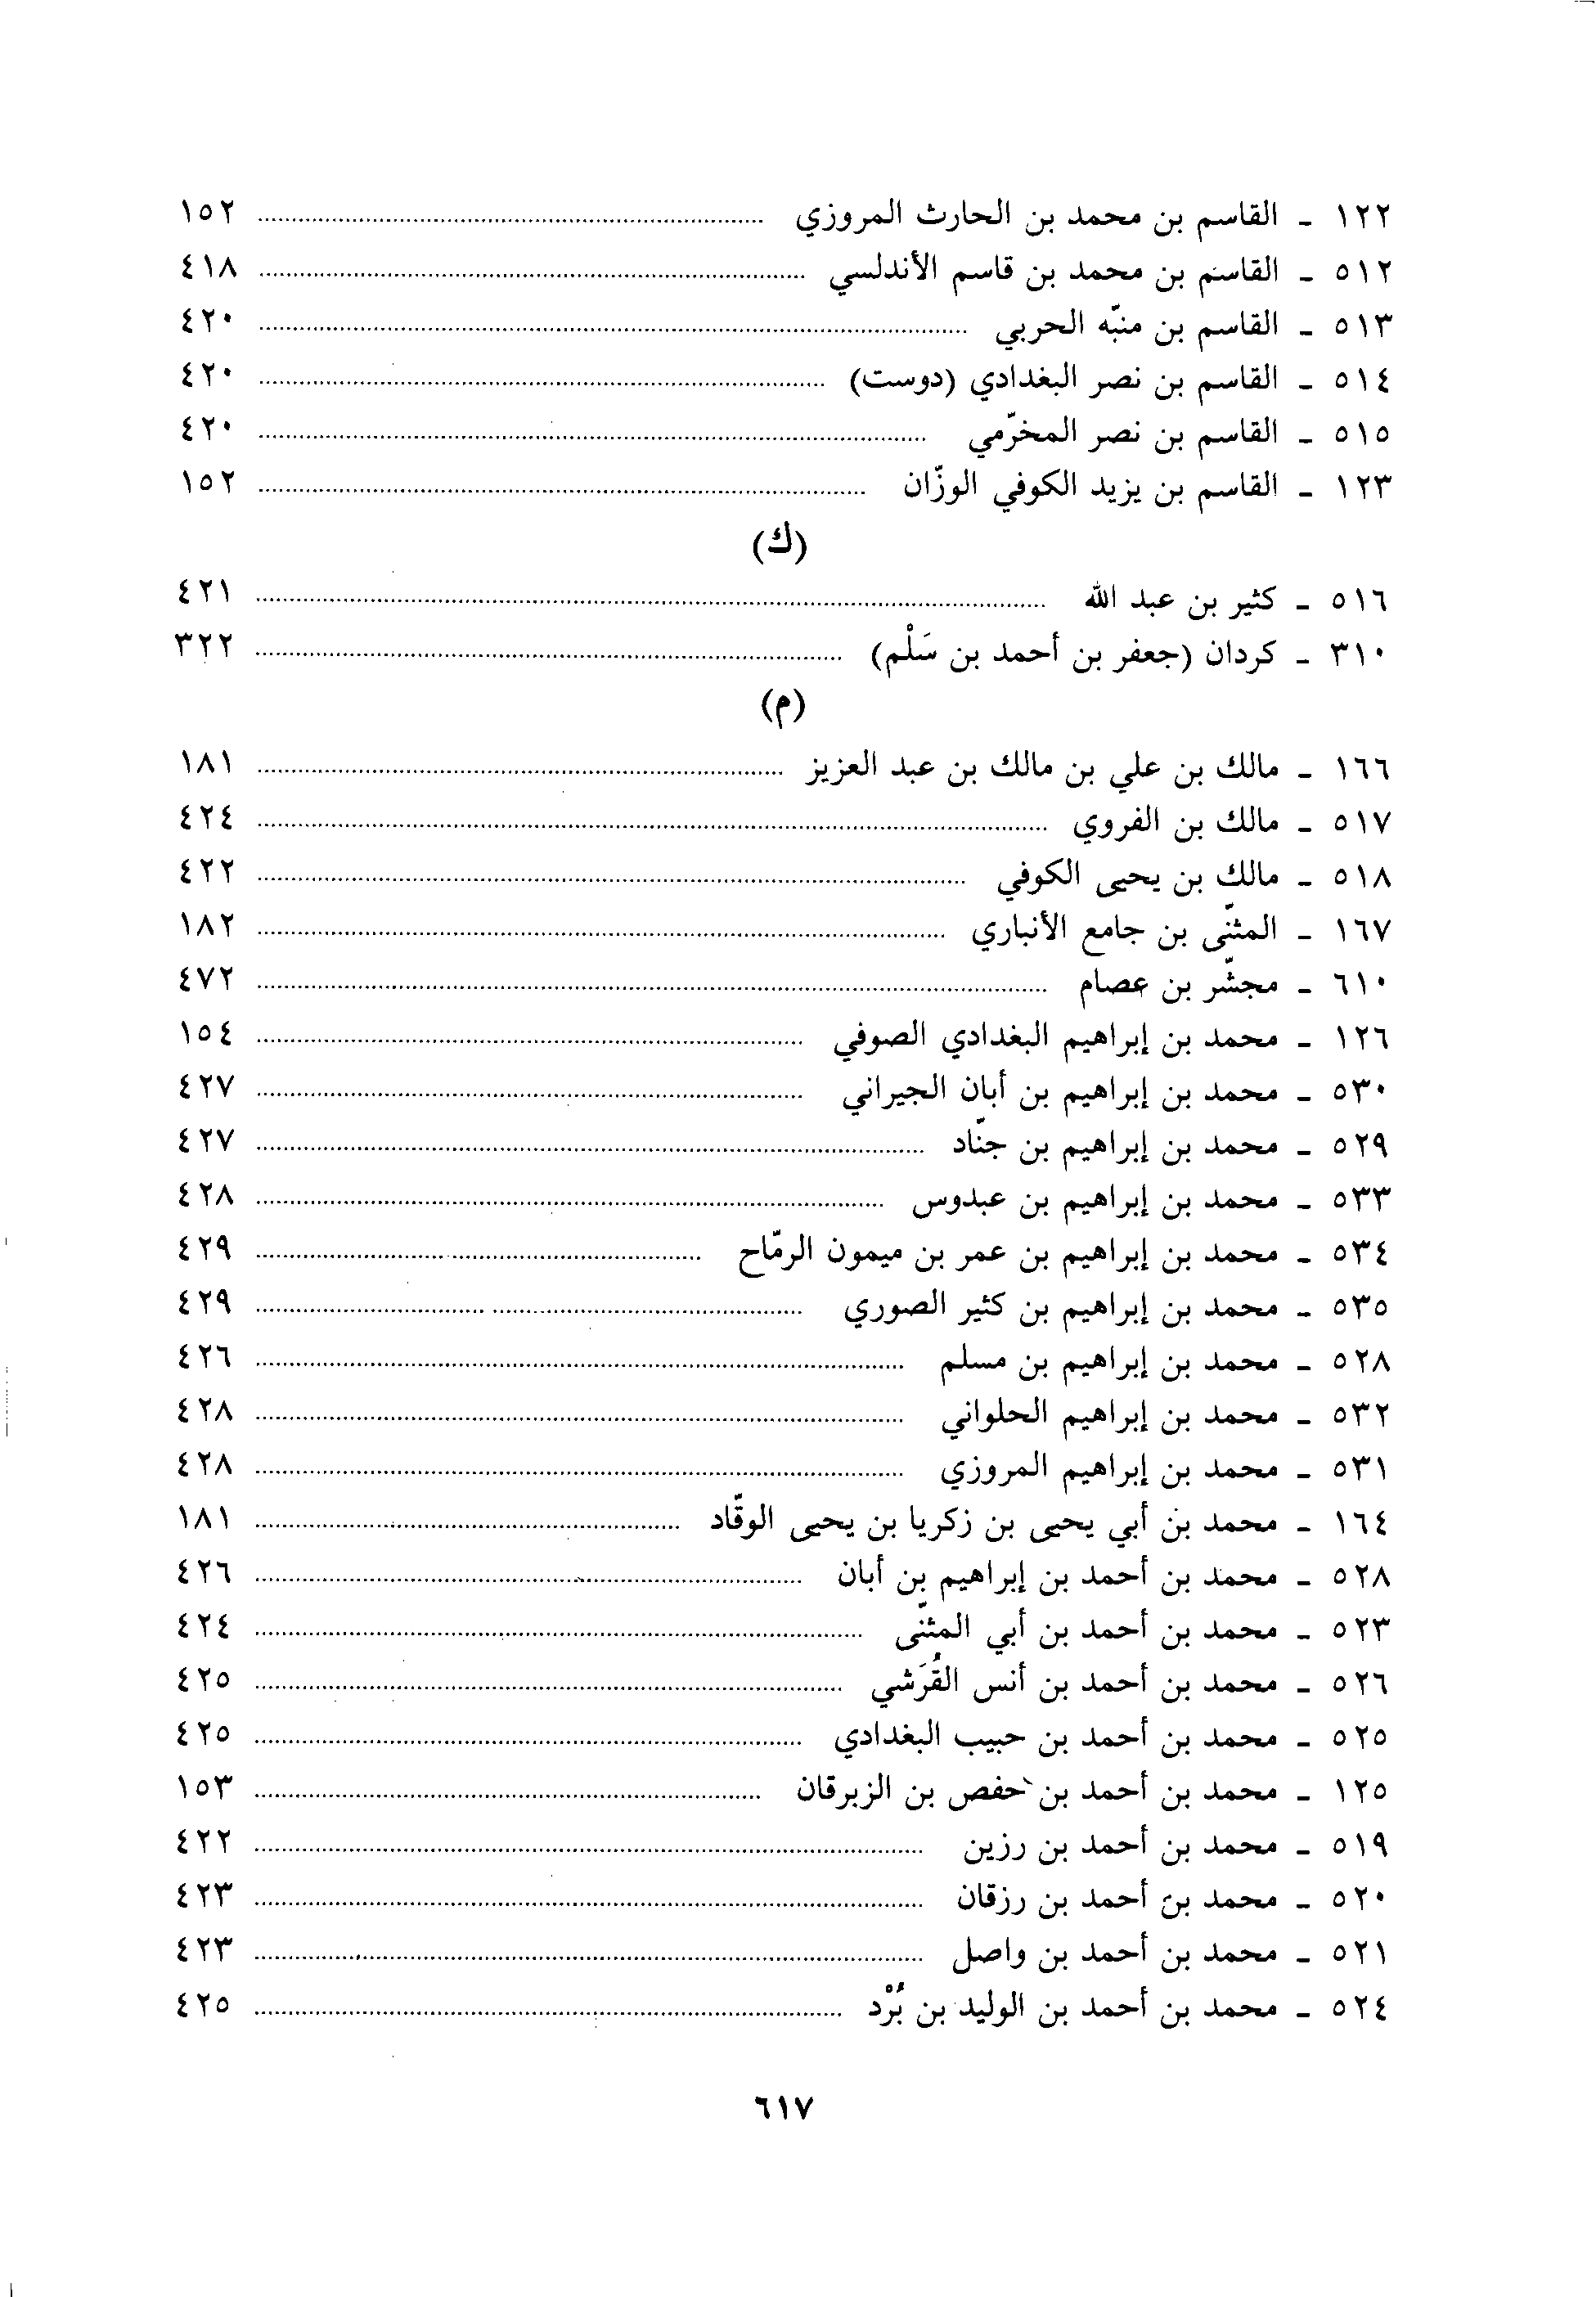 ١٢٢ - القاسم بن محمد بن الحارث المروزي ........ ١٥٢
٥١٢ - القاسم بن محمد بن قاسم الأندلسي ........ ٤١٨
٥١٣ - القاسم بن منبّه الحربي ........ ٤٢٠
٥١٤ - القاسم بن نصر البغدادي (دوست) ........ ٤٢٠
٥١٥ - القاسم بن نصر المخرّمي ........ ٤٢٠
١٢٣ - القاسم بن يزيد الكوفي الوزّان ........ ١٥٢
(ك)
٥١٦ - كثير بن عبد الله ........ ٤٢١
٣١٠ - كردان (جعفر بن أحمد بن سَلْم) ........ ٣٢٢
(م)
١٦٦ - مالك بن علي بن مالك بن عبد العزيز ........ ١٨١
٥١٧ - مالك بن الفروي ........ ٤٢٤
٥١٨ - مالك بن يحيى الكوفي ........ ٤٢٢
١٦٧ - المثنّى بن جامع الأنباري ........ ١٨٢
٦١٠ - مجشّر بن عصام ........ ٤٧٢
١٢٦ - محمد بن إبراهيم البغدادي الصوفي ........ ١٥٤
٥٣٠ - محمد بن إبراهيم بن أبان الجيراني ........ ٤٢٧
٥٢٩ - محمد بن إبراهيم بن جنّاد ........ ٤٢٧
٥٣٣ - محمد بن إبراهيم بن عبدوس ........ ٤٢٨
٥٣٤ - محمد بن إبراهيم بن عمر بن ميمون الرمّاح ........ ٤٢٩
٥٣٥ - محمد بن إبراهيم بن كثير الصوري ........ ٤٢٩
٥٢٨ - محمد بن إبراهيم بن مسلم ........ ٤٢٦
٥٣٢ - محمد بن إبراهيم الحلواني ........ ٤٢٨
٥٣١ - محمد بن إبراهيم المروزي ........ ٤٢٨
١٦٤ - محمد بن أبي يحيى بن زكريا بن يحيى الوقّاد ........ ١٨١
٥٢٨ - محمد بن أحمد بن إبراهيم بن أبان ........ ٤٢٦
٥٢٣ - محمد بن أحمد بن أبي المثنّى ........ ٤٢٤
٥٢٦ - محمد بن أحمد بن أنس القُرَشي ........ ٤٢٥
٥٢٥ - محمد بن أحمد بن حبيب البغدادي ........ ٤٢٥
١٢٥ - محمد بن أحمد بن حفص بن الزبرقان ........ ١٥٣
٥١٩ - محمد بن أحمد بن رزين ........ ٤٢٢
٥٢٠ - محمد بن أحمد بن رزقان ........ ٤٢٣
٥٢١ - محمد بن أحمد بن واصل ........ ٤٢٣
٥٢٤ - محمد بن أحمد بن الوليد بن بُرْد ........ ٤٢٥
٦١٧